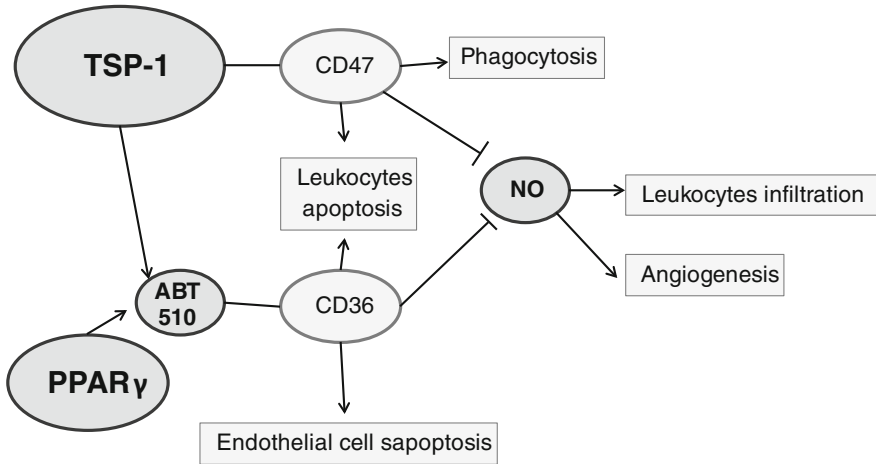 TSP-1
CD47
Phagocytosis
Leukocytes
apoptosis
NO
Leukocytes infiltration
Angiogenesis
ABT
510
CD36
PPARγ
Endothelial cell sapoptosis